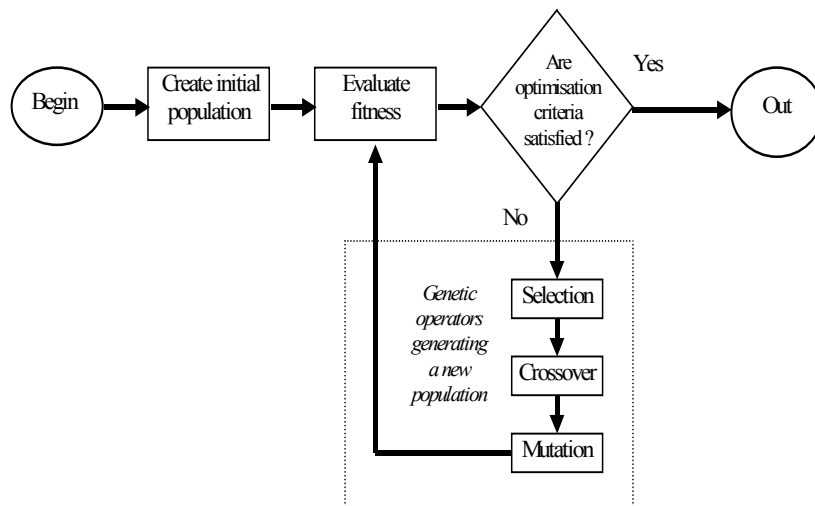 Begin
Create initial
population
Evaluate
fitness
Are
optimisation
criteria
satisfied ?
Yes
Out
No
Genetic
operators
generating
a new
population
Selection
Crossover
Mutation